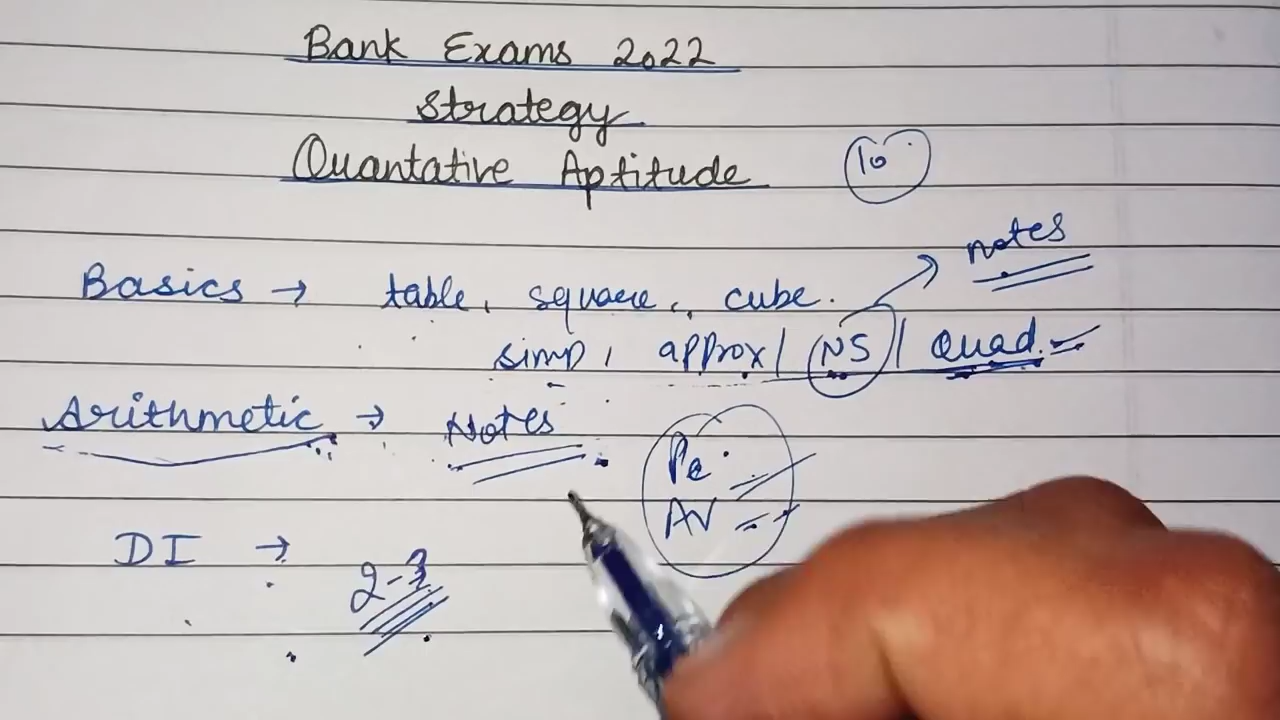 Bank Exams 2022
Strategy
Quantative Aptitude 10
notes
Basics → table, square, cube.
simp, approx / NS / Quad.
Arithmetic → Notes
Pe
AV
DI →
2-3